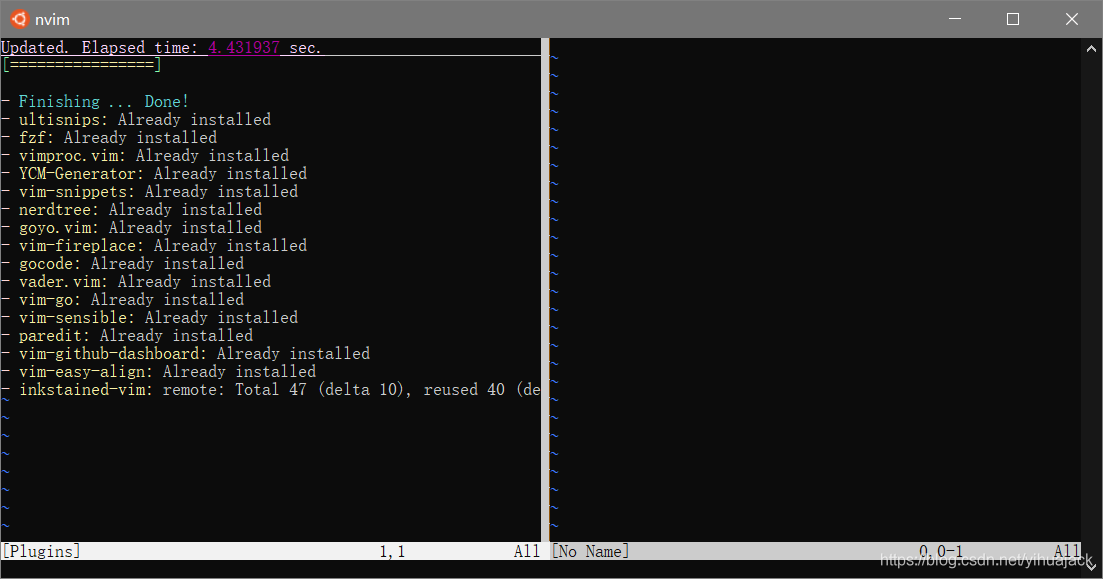 nvim
Updated. Elapsed time: 4.431937 sec.
[================]
- Finishing ... Done!
- ultisnips: Already installed
- fzf: Already installed
- vimproc.vim: Already installed
- YCM-Generator: Already installed
- vim-snippets: Already installed
- nerdtree: Already installed
- goyo.vim: Already installed
- vim-fireplace: Already installed
- gocode: Already installed
- vader.vim: Already installed
- vim-go: Already installed
- vim-sensible: Already installed
- paredit: Already installed
- vim-github-dashboard: Already installed
- vim-easy-align: Already installed
- inkstained-vim: remote: Total 47 (delta 10), reused 40 (de
[Plugins] 1,1 All
[No Name] 0,0-1 All
https://blog.csdn.net/yihuajack